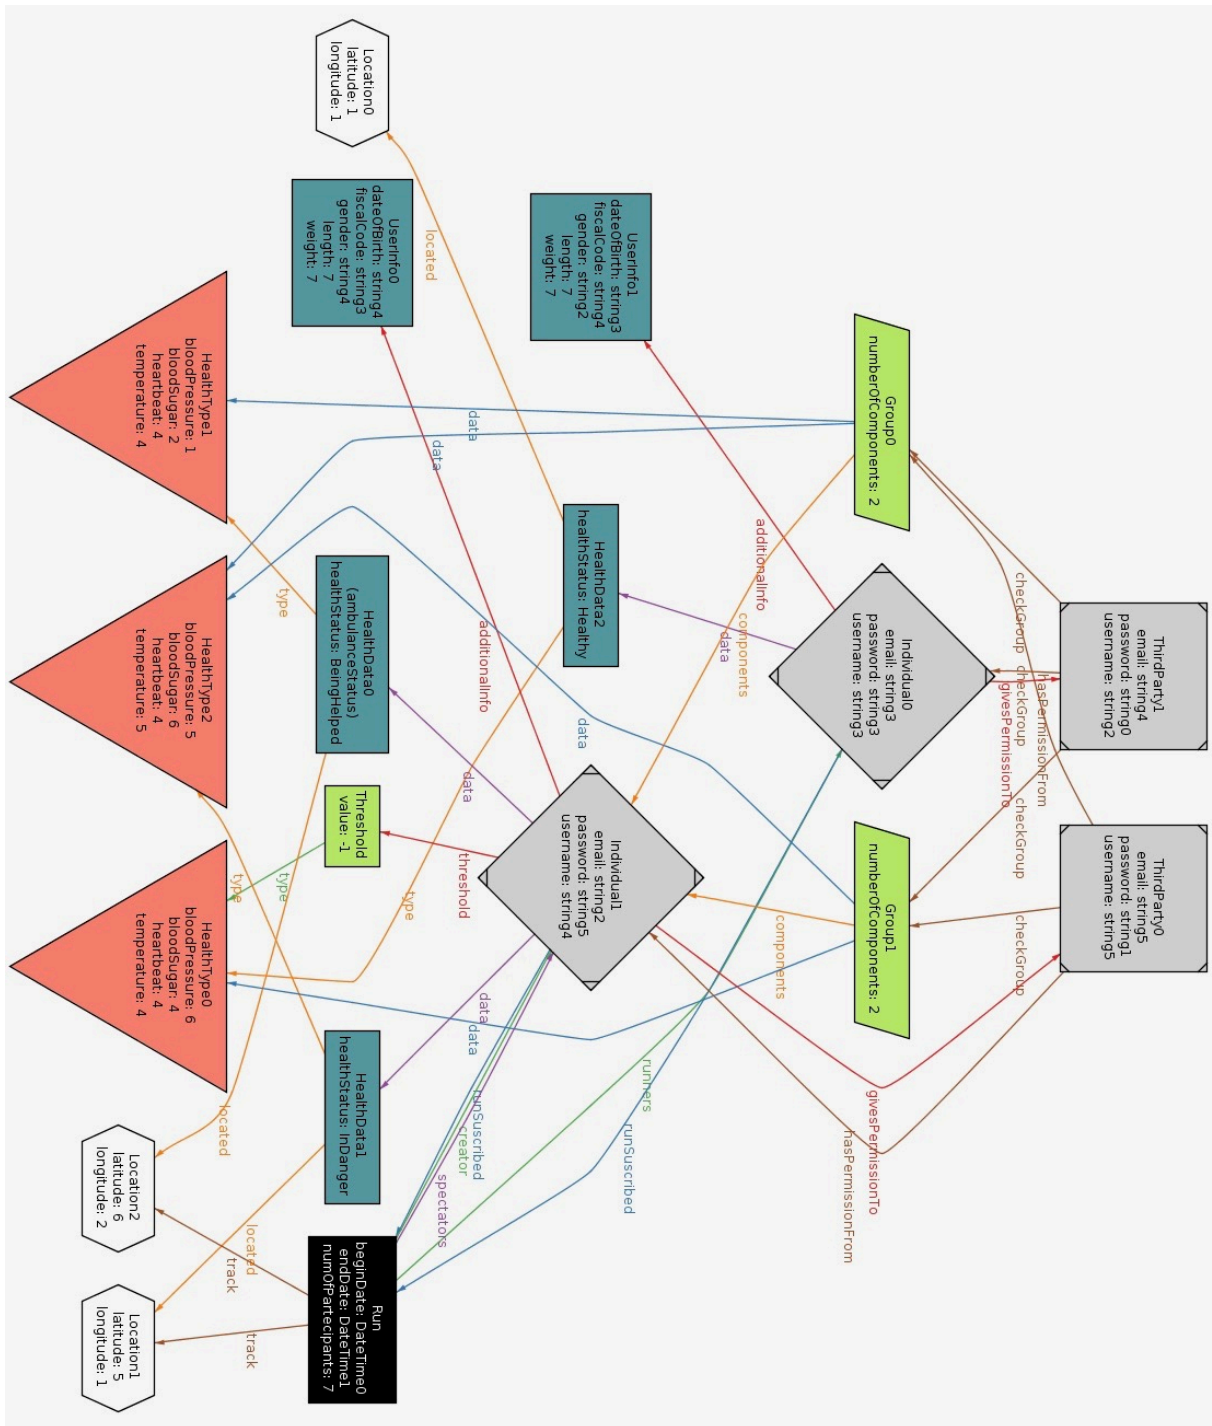 ThirdParty1
email: string4
password: string0
username: string2
ThirdParty0
email: string5
password: string1
username: string5
checkGroup
checkGroup
hasPermissionFrom
givesPermissionTo
checkGroup
checkGroup
Group0
numberOfComponents: 2
Individual0
email: string3
password: string3
username: string3
Group1
numberOfComponents: 2
givesPermissionTo
hasPermissionFrom
additionalInfo
components
data
components
UserInfo1
dateOfBirth: string3
fiscalCode: string4
gender: string2
length: 7
weight: 7
HealthData2
healthStatus: Healthy
data
Individual1
email: string2
password: string5
username: string4
runners
runSuscribed
located
data
data
additionalInfo
data
threshold
type
data
data
runSuscribed
creator
spectators
Location0
latitude: 1
longitude: 1
UserInfo0
dateOfBirth: string4
fiscalCode: string3
gender: string4
length: 7
weight: 7
HealthData0
(ambulanceStatus)
healthStatus: BeingHelped
Threshold
value: -1
HealthData1
healthStatus: InDanger
Run
beginDate: DateTime0
endDate: DateTime1
numOfPartecipants: 7
type
type
type
located
located
track
track
HealthType1
bloodPressure: 1
bloodSugar: 2
heartbeat: 4
temperature: 4
HealthType2
bloodPressure: 5
bloodSugar: 6
heartbeat: 4
temperature: 5
HealthType0
bloodPressure: 6
bloodSugar: 4
heartbeat: 4
temperature: 4
Location2
latitude: 6
longitude: 2
Location1
latitude: 5
longitude: 1